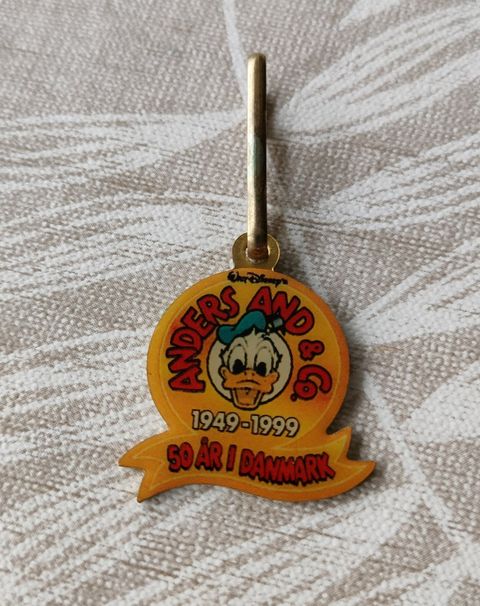 Walt Disney's
ANDERS AND & Co.
1949-1999
50 ÅR I DANMARK